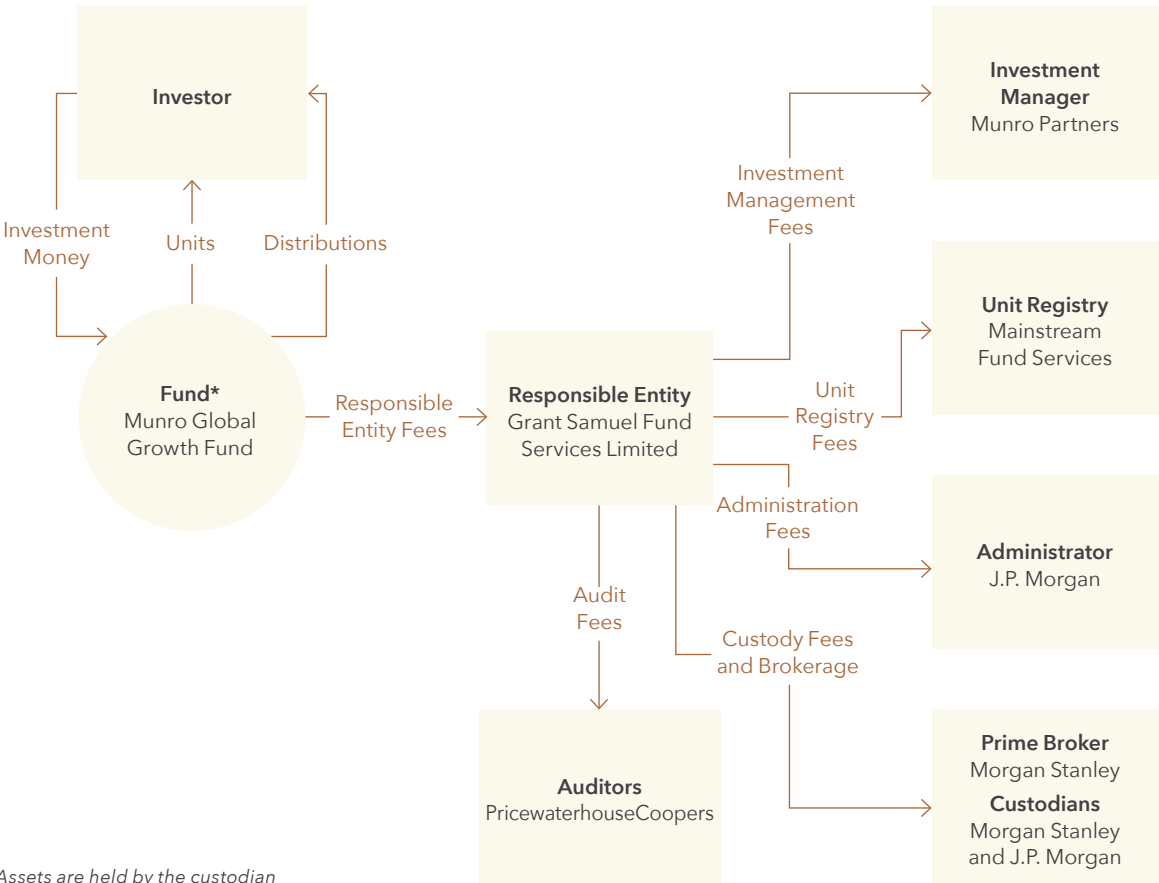 Investor
Investment
Money
Units
Distributions
Fund*
Munro Global
Growth Fund
Responsible
Entity Fees
Responsible Entity
Grant Samuel Fund
Services Limited
Investment
Management
Fees
Investment
Manager
Munro Partners
Unit
Registry
Fees
Unit Registry
Mainstream
Fund Services
Administration
Fees
Administrator
J.P. Morgan
Audit
Fees
Auditors
PricewaterhouseCoopers
Custody Fees
and Brokerage
Prime Broker
Morgan Stanley
Custodians
Morgan Stanley
and J.P. Morgan
Assets are held by the custodian